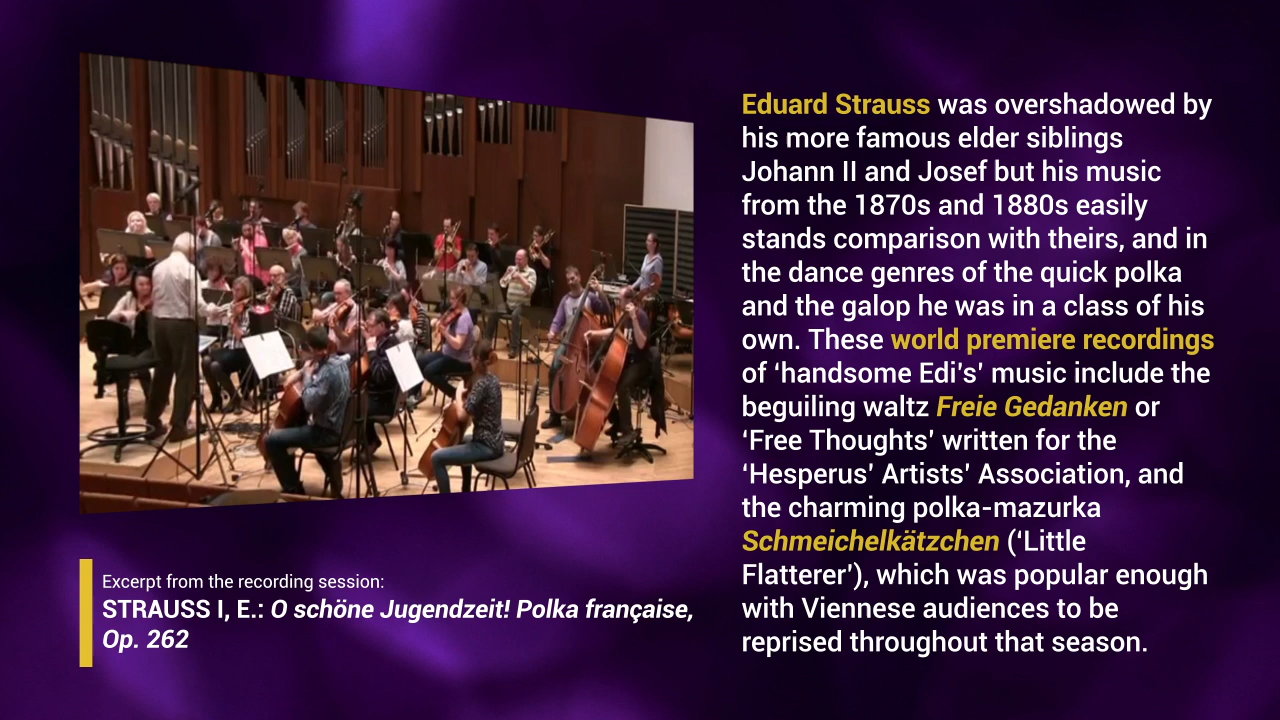 Eduard Strauss was overshadowed by
his more famous elder siblings
Johann II and Josef but his music
from the 1870s and 1880s easily
stands comparison with theirs, and in
the dance genres of the quick polka
and the galop he was in a class of his
own. These world premiere recordings
of ‘handsome Edi’s’ music include the
beguiling waltz Freie Gedanken or
‘Free Thoughts’ written for the
‘Hesperus’ Artists’ Association, and
the charming polka-mazurka
Schmeichelkätzchen (‘Little
Flatterer’), which was popular enough
with Viennese audiences to be
reprised throughout that season.
Excerpt from the recording session:
STRAUSS I, E.: O schöne Jugendzeit! Polka française,
Op. 262